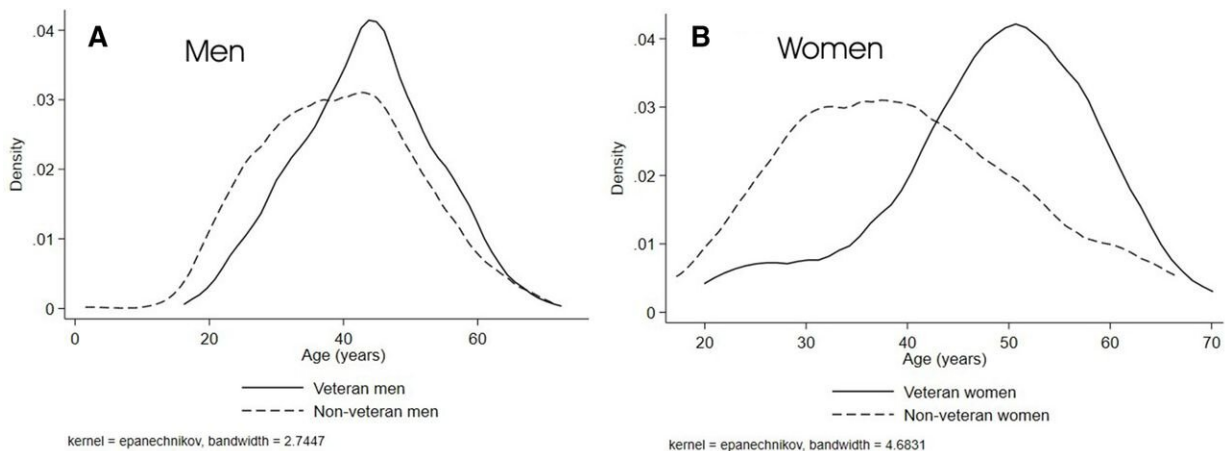 A
Men
Density
.04
.03
.02
.01
0
0 20 40 60
Age (years)
Veteran men
Non-veteran men
kernel = epanechnikov, bandwidth = 2.7447
B
Women
Density
.04
.03
.02
.01
0
20 30 40 50 60 70
Age (years)
Veteran women
Non-veteran women
kernel = epanechnikov, bandwidth = 4.6831